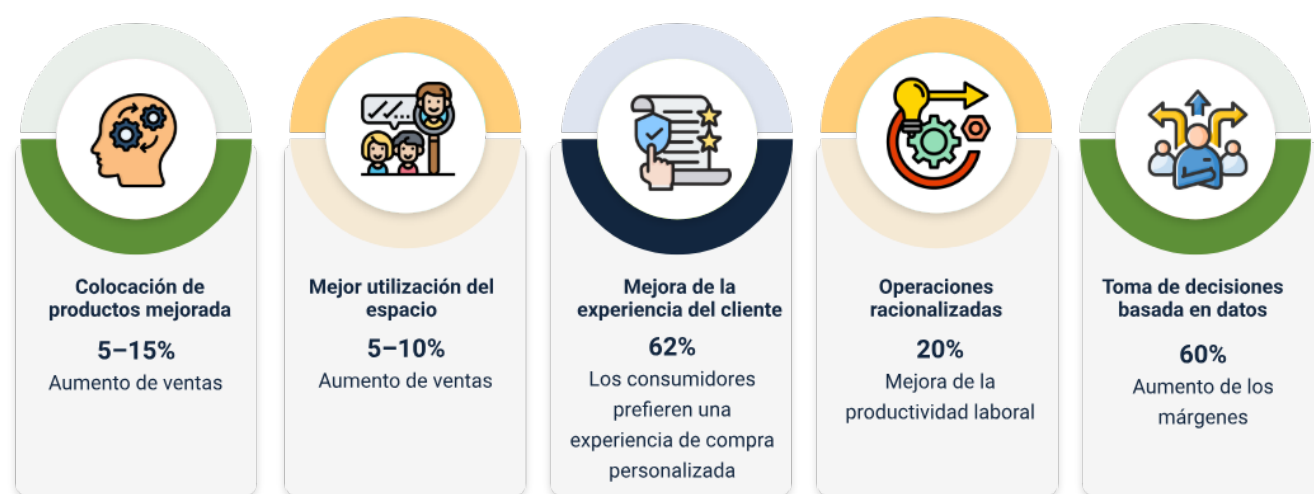 Colocación de
productos mejorada
5–15%
Aumento de ventas
Mejor utilización del
espacio
5–10%
Aumento de ventas
Mejora de la
experiencia del cliente
62%
Los consumidores
prefieren una
experiencia de compra
personalizada
Operaciones
racionalizadas
20%
Mejora de la
productividad laboral
Toma de decisiones
basada en datos
60%
Aumento de los
márgenes